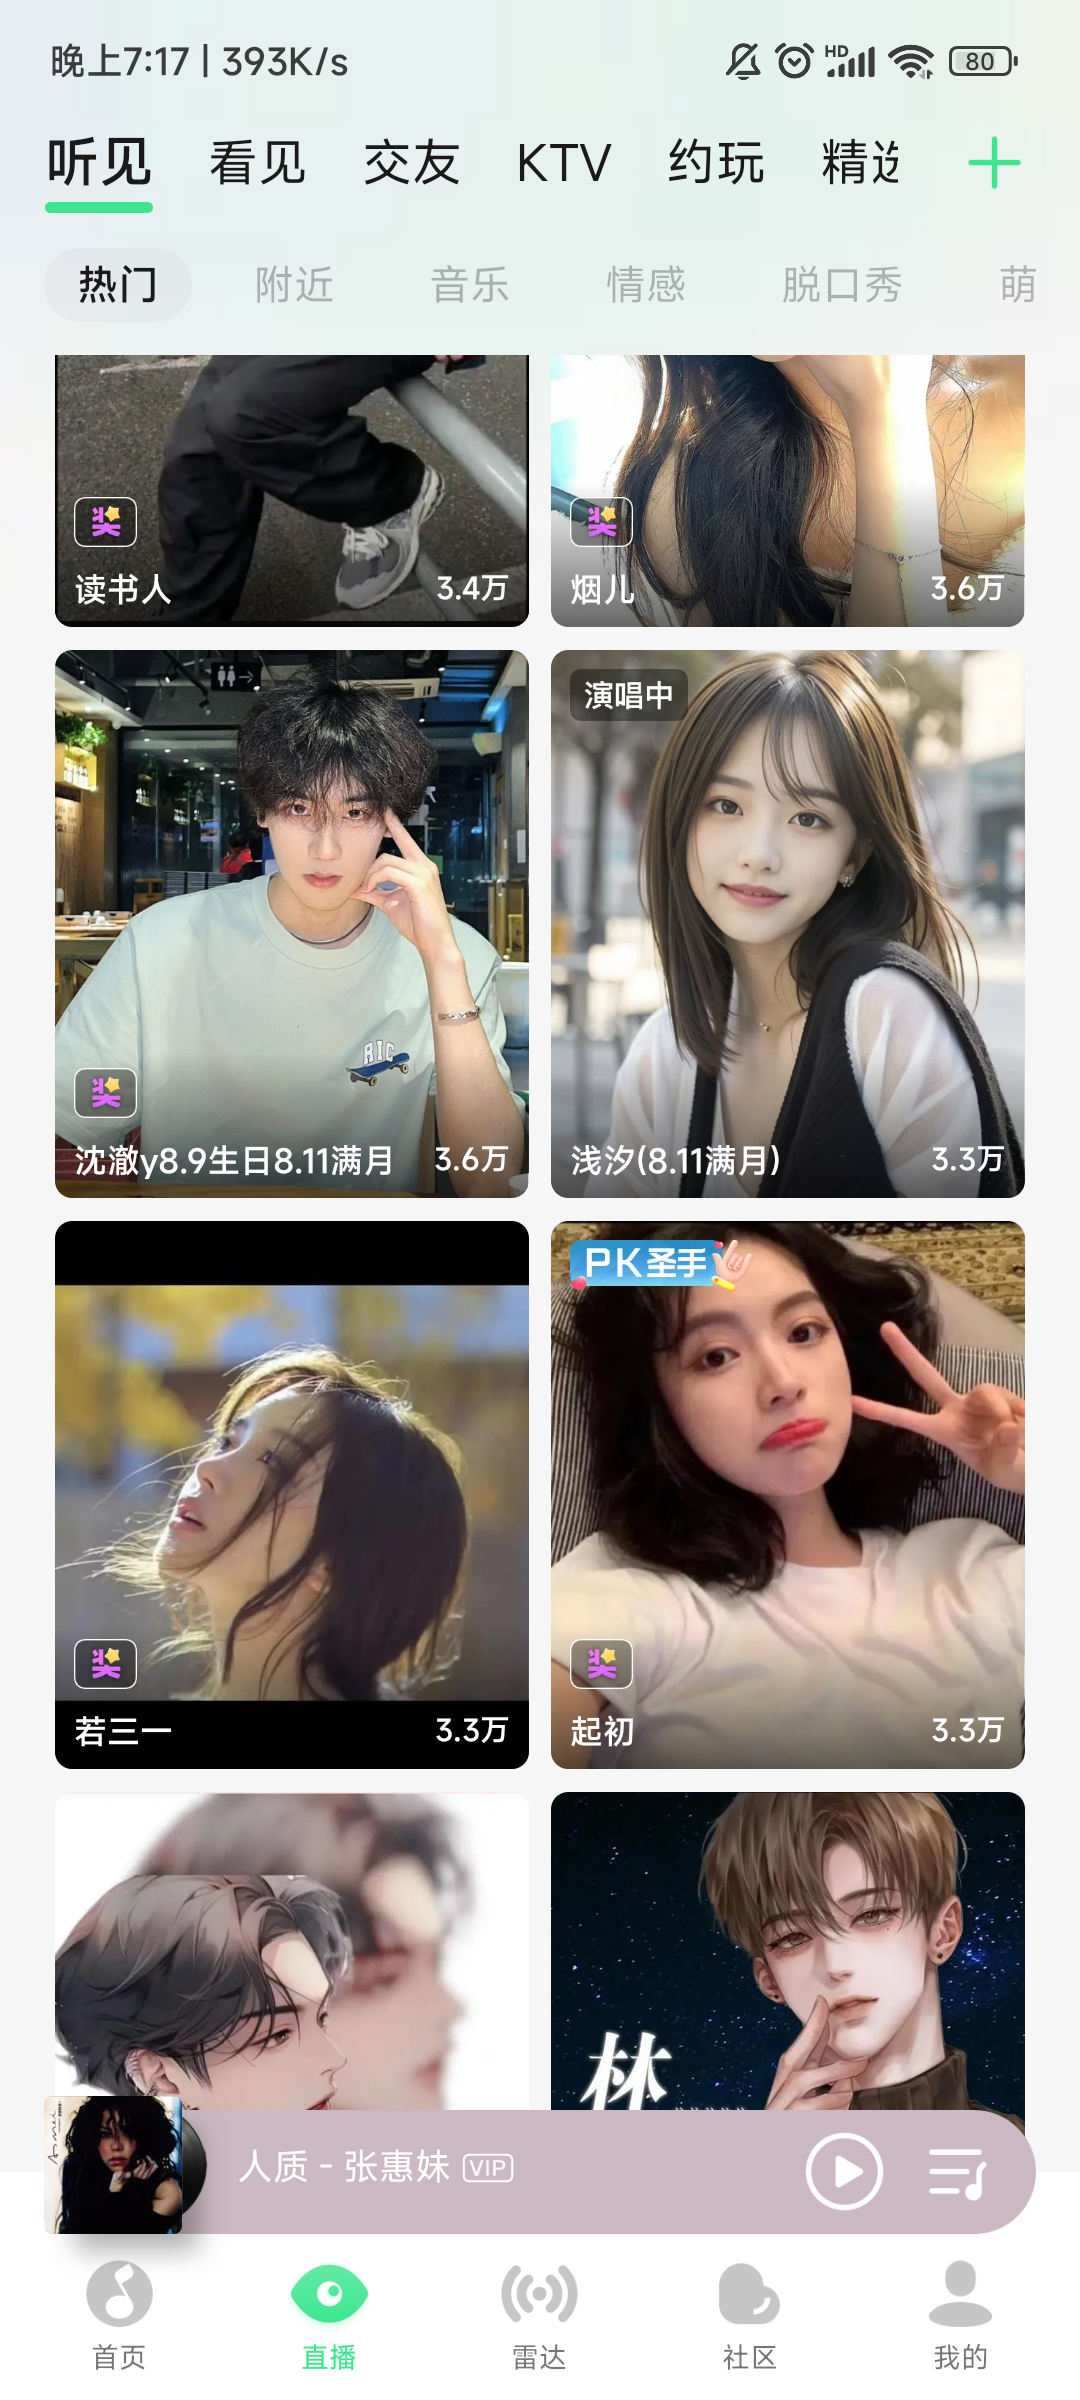 晚上7:17 | 393K/s
HD
80
听见 看见 交友 KTV 约玩 精选
热门 附近 音乐 情感 脱口秀 萌
奖
读书人 3.4万
奖
烟儿 3.6万
RIC
奖
沈澈y8.9生日8.11满月 3.6万
演唱中
浅汐(8.11满月) 3.3万
奖
若三一 3.3万
PK圣手
奖
起初 3.3万
林
人质 - 张惠妹 VIP
首页 直播 雷达 社区 我的